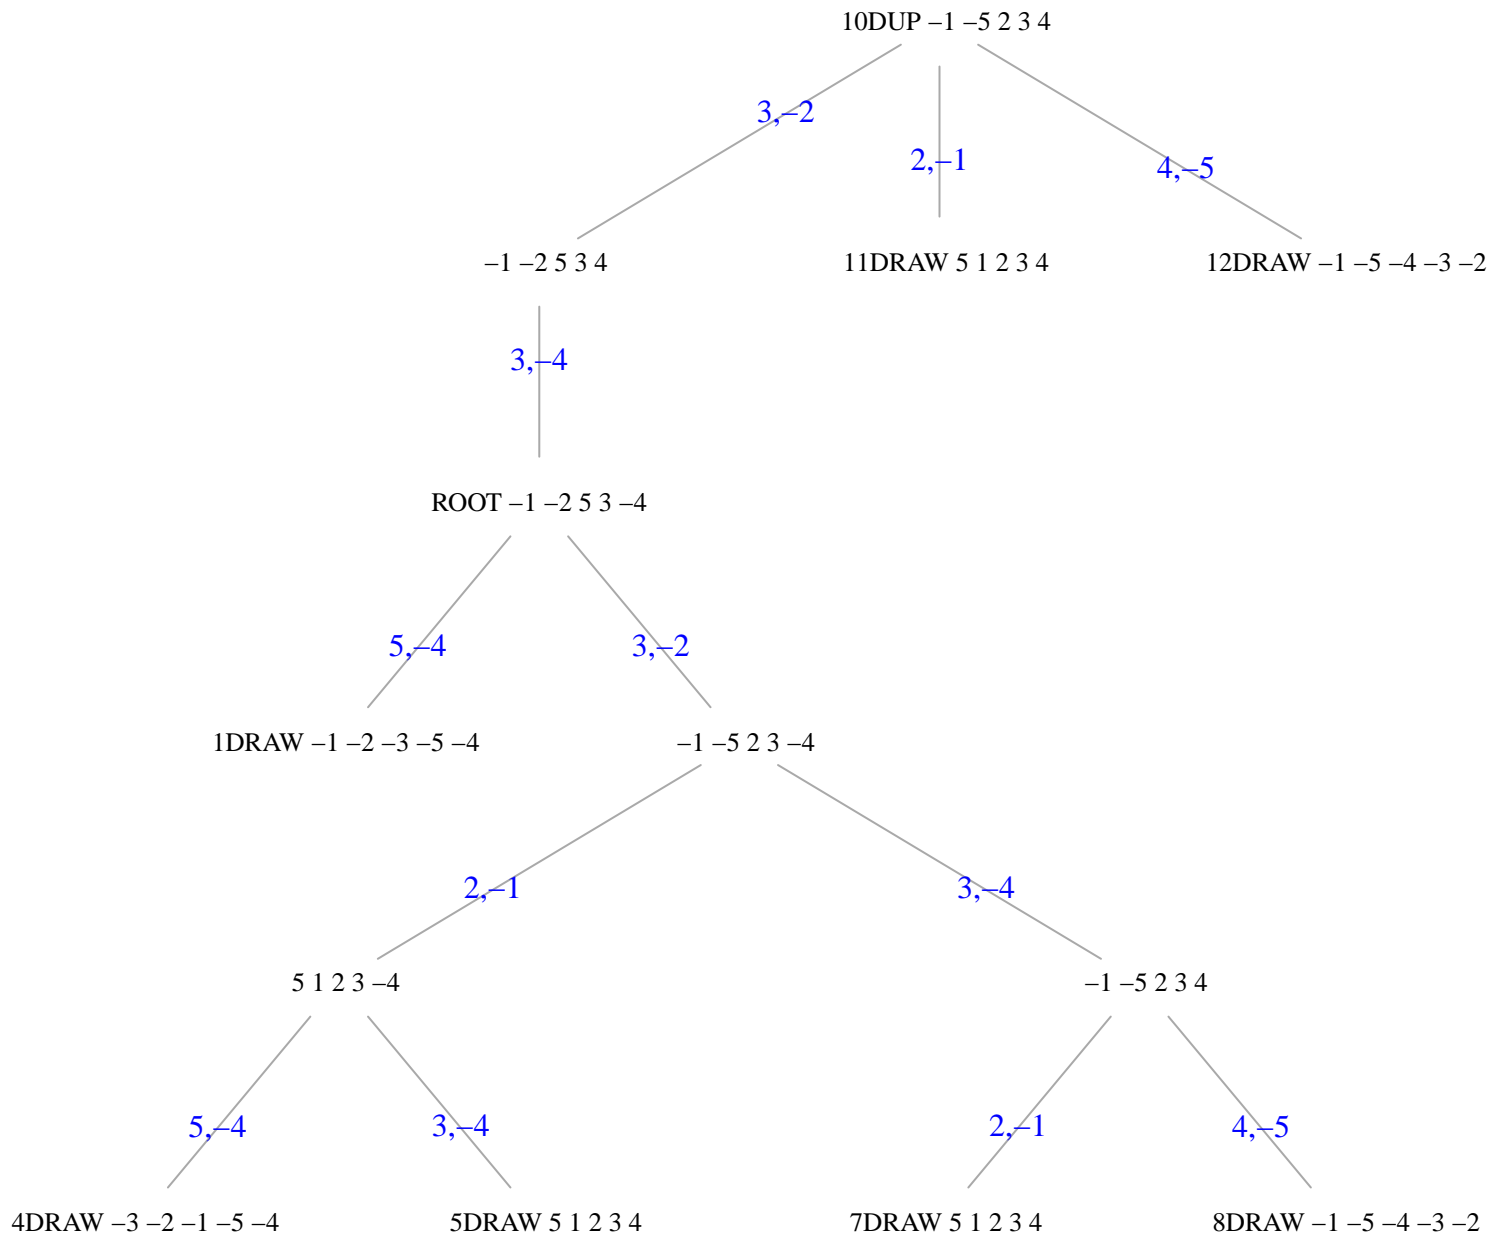 10DUP –1 –5 2 3 4
3,–2
2,–1
4,–5
–1 –2 5 3 4
11DRAW 5 1 2 3 4
12DRAW –1 –5 –4 –3 –2
3,–4
ROOT –1 –2 5 3 –4
5,–4
3,–2
1DRAW –1 –2 –3 –5 –4
–1 –5 2 3 –4
2,–1
3,–4
5 1 2 3 –4
–1 –5 2 3 4
5,–4
3,–4
2,–1
4,–5
4DRAW –3 –2 –1 –5 –4
5DRAW 5 1 2 3 4
7DRAW 5 1 2 3 4
8DRAW –1 –5 –4 –3 –2